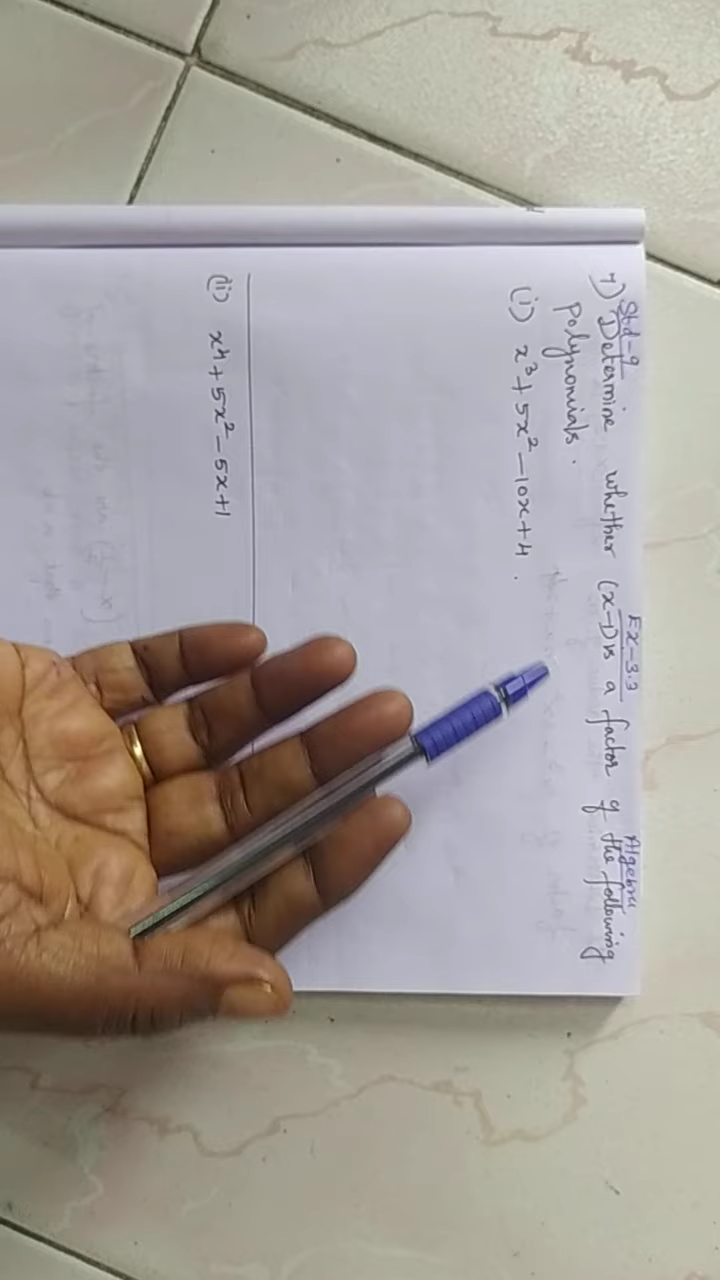 Std-9 Ex-3.3 Algebra
7) Determine whether (x-1) is a factor of the following
Polynomials.
(i) x³ + 5x² - 10x + 4.
(ii) x⁴ + 5x² - 5x + 1